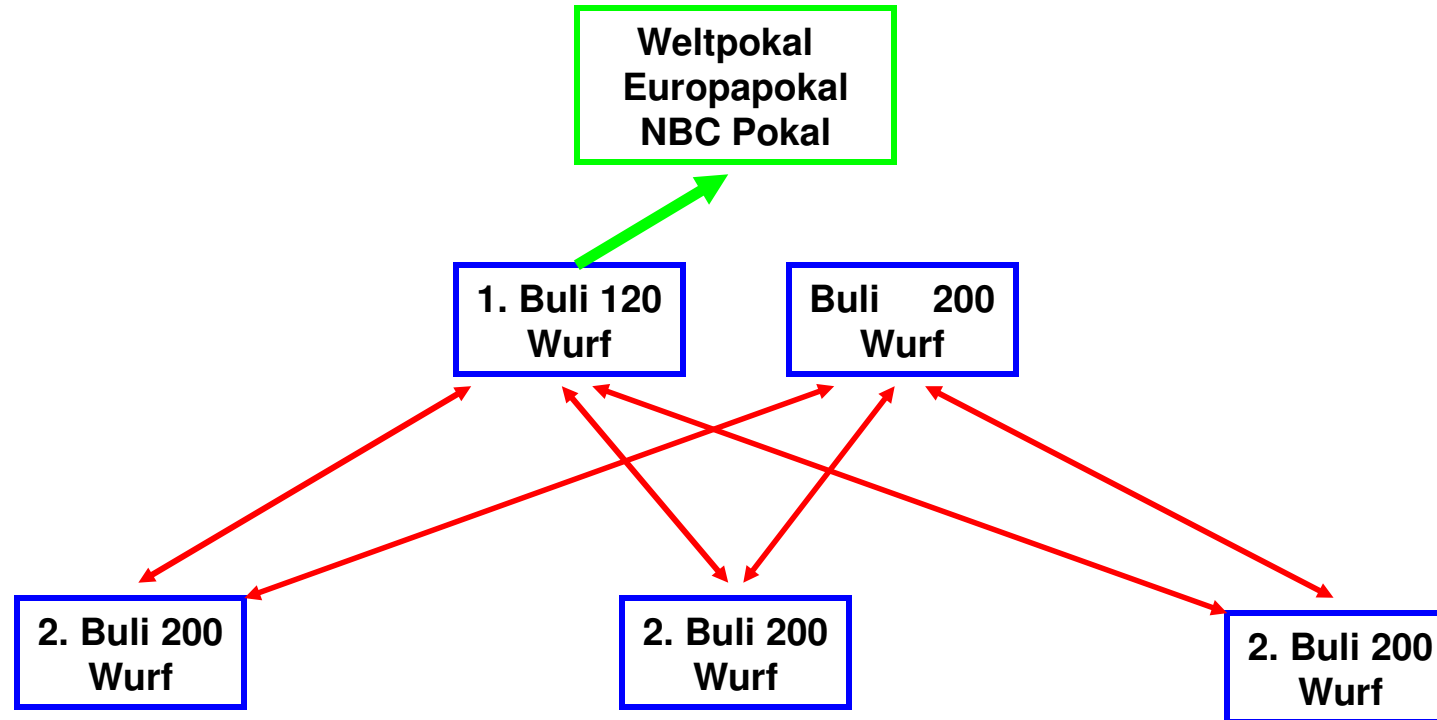 Weltpokal
Europapokal
NBC Pokal
1. Buli 120
Wurf
Buli 200
Wurf
2. Buli 200
Wurf
2. Buli 200
Wurf
2. Buli 200
Wurf